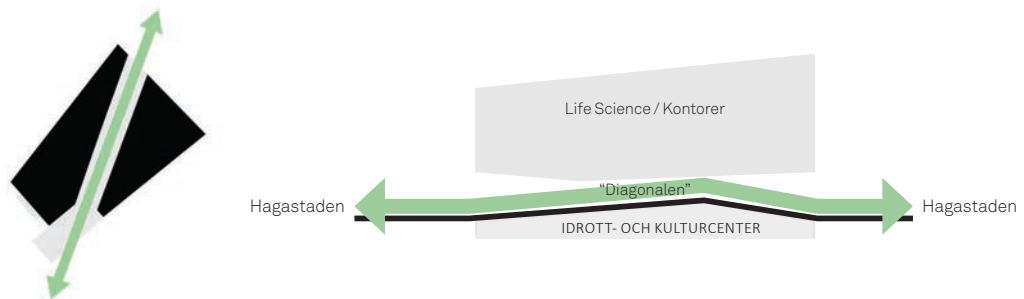 Life Science / Kontorer
"Diagonalen"
Hagastaden
Hagastaden
IDROTT- OCH KULTURCENTER